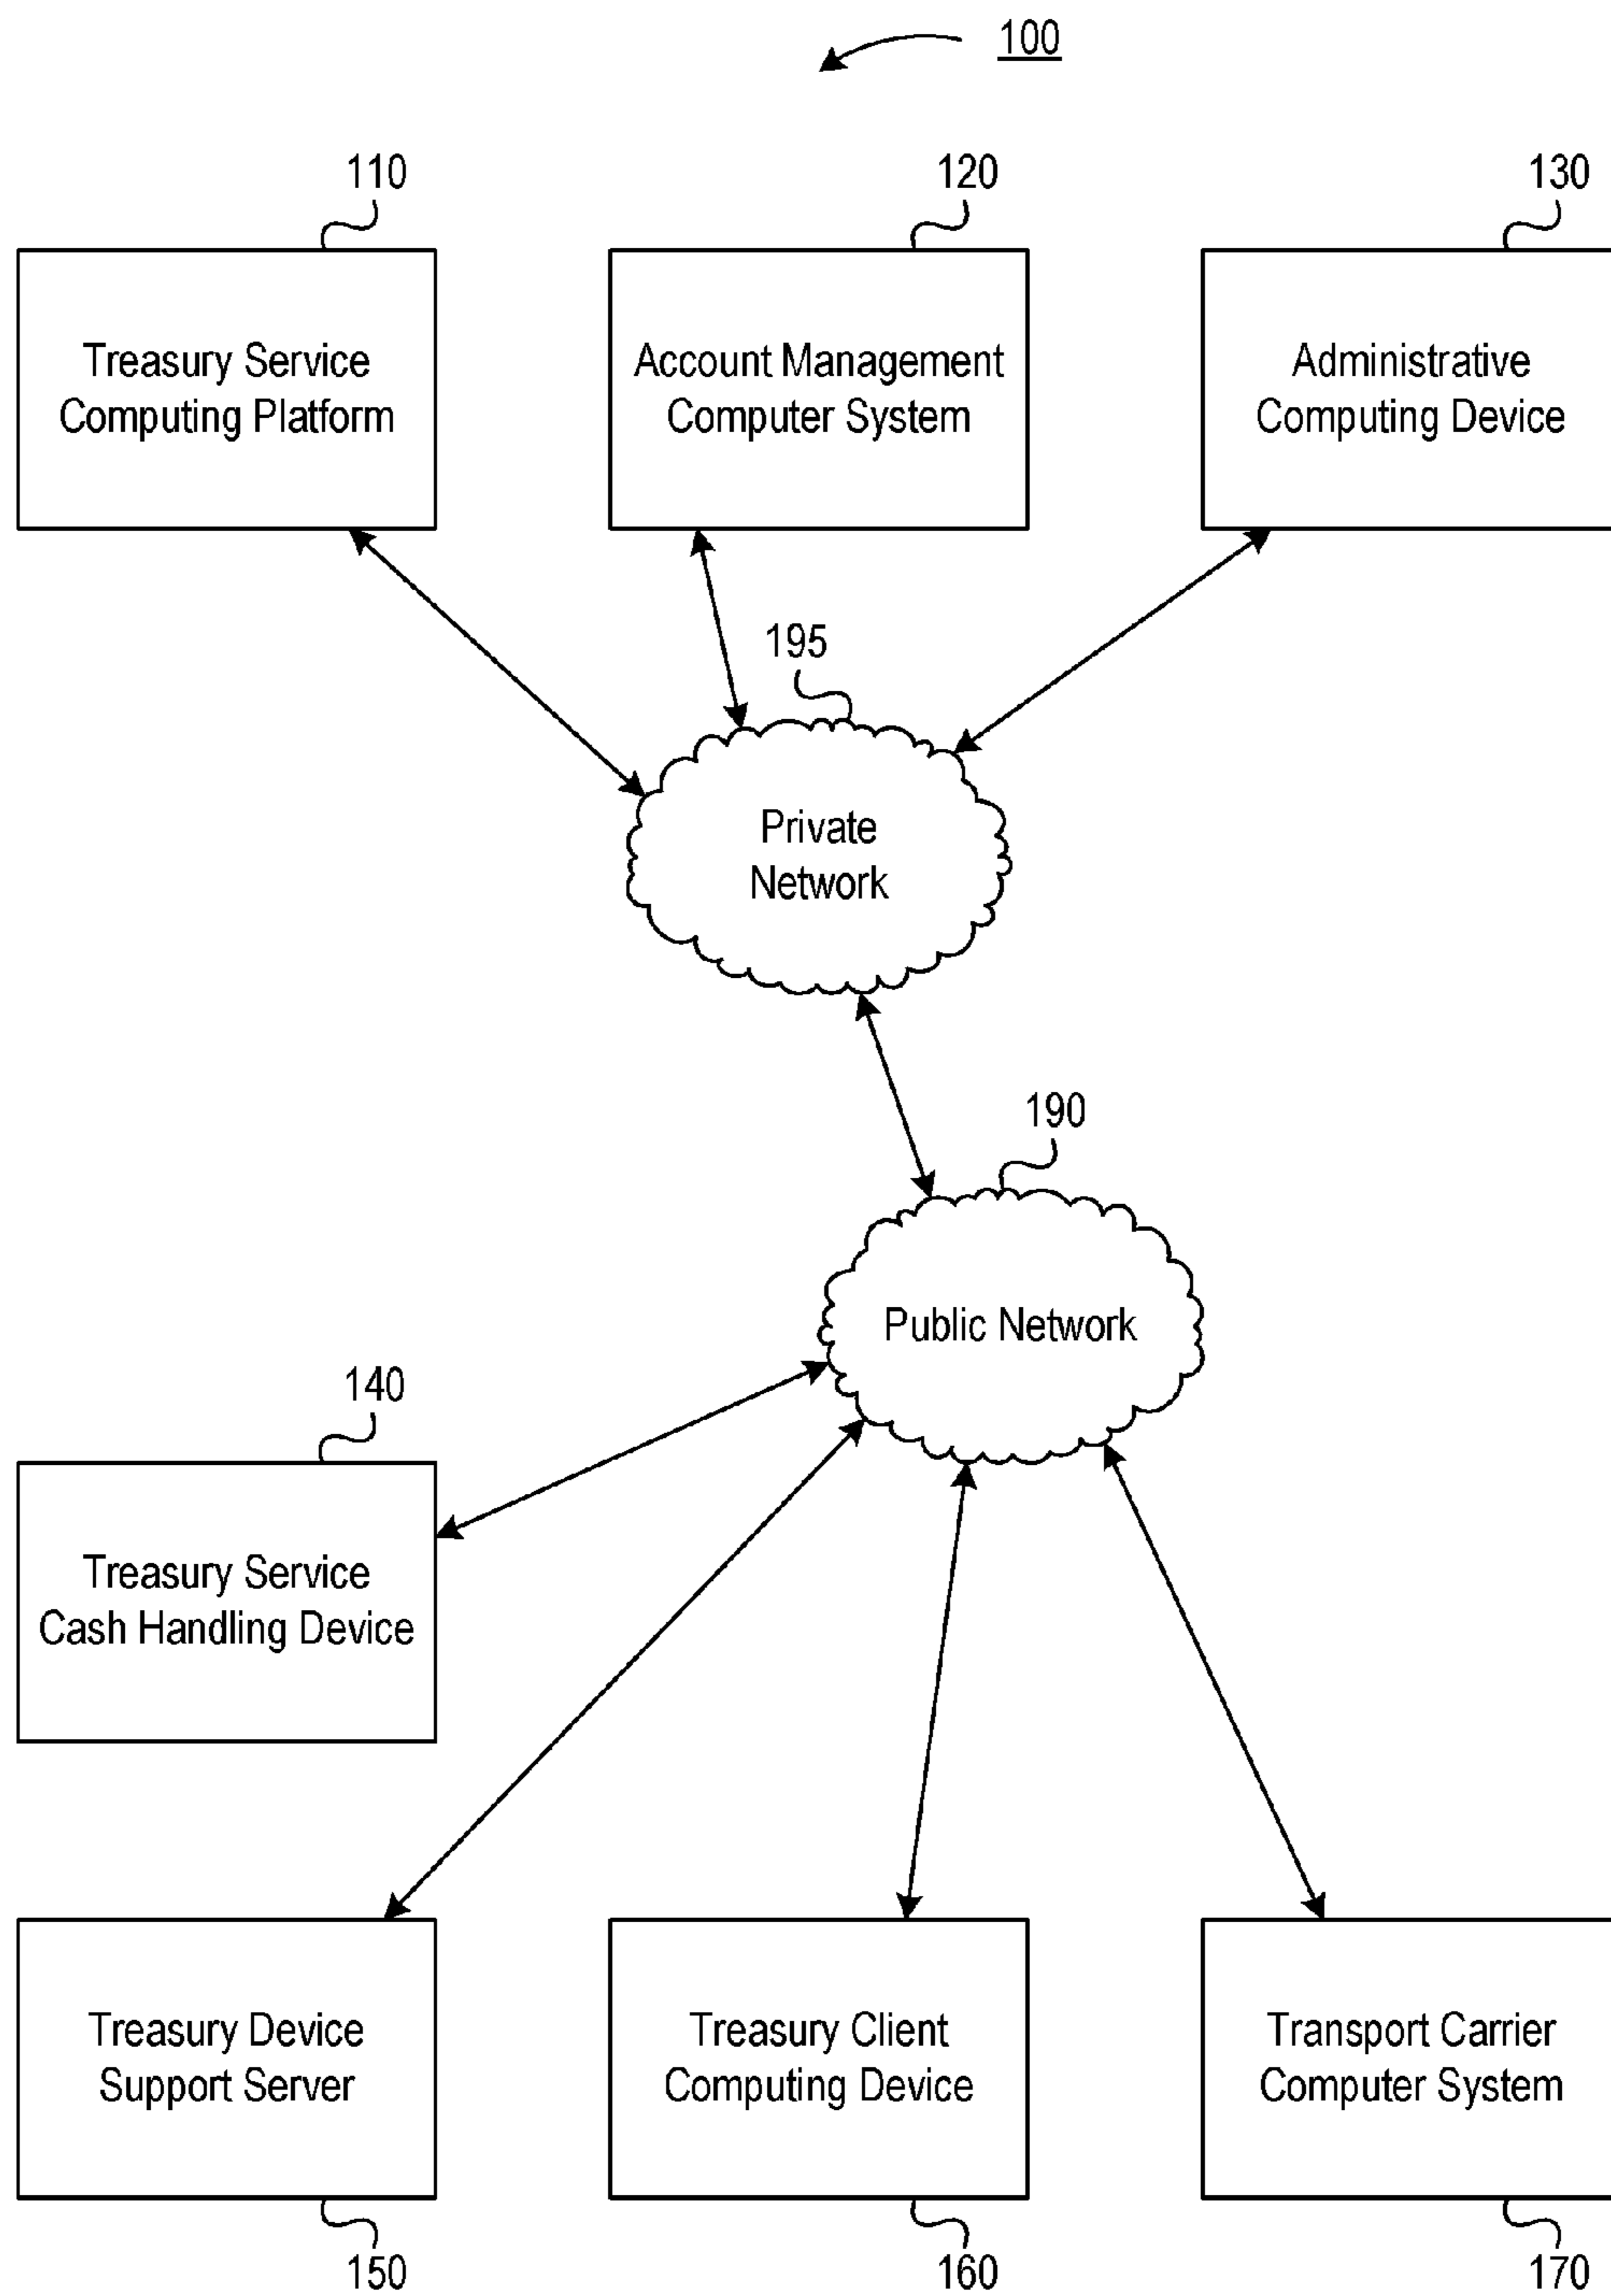 100
110
120
130
Treasury Service
Computing Platform
Account Management
Computer System
Administrative
Computing Device
195
Private
Network
190
Public Network
140
Treasury Service
Cash Handling Device
Treasury Device
Support Server
Treasury Client
Computing Device
Transport Carrier
Computer System
150
160
170